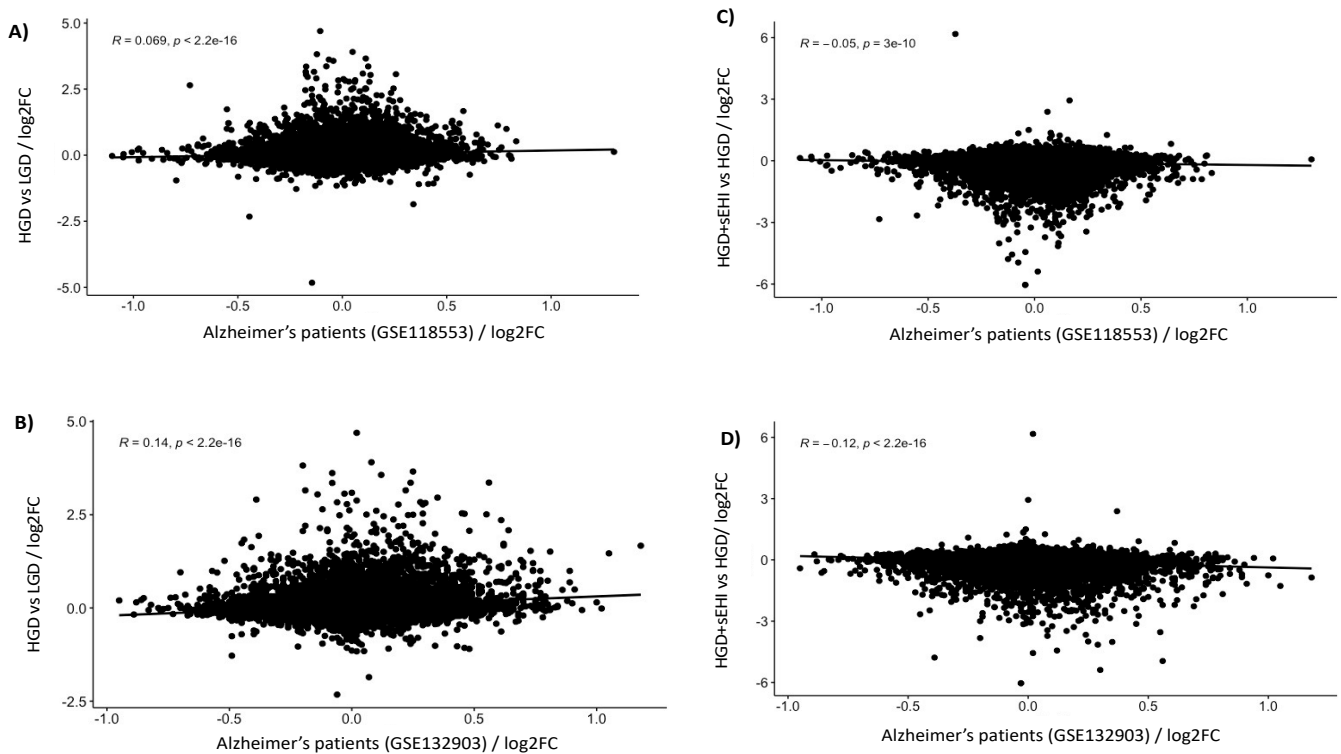 A)
5.0
R = 0.069, p < 2.2e-16
HGD vs LGD / log2FC
2.5
0.0
-2.5
-5.0
-1.0 -0.5 0.0 0.5 1.0
Alzheimer's patients (GSE118553) / log2FC
C)
6
R = −0.05, p = 3e-10
HGD+sEHI vs HGD / log2FC
3
0
-3
-6
-1.0 -0.5 0.0 0.5 1.0
Alzheimer's patients (GSE118553) / log2FC
B)
5.0
R = 0.14, p < 2.2e-16
HGD vs LGD / log2FC
2.5
0.0
-2.5
-1.0 -0.5 0.0 0.5 1.0
Alzheimer's patients (GSE132903) / log2FC
D)
6
R = −0.12, p < 2.2e-16
HGD+sEHI vs HGD/ log2FC
3
0
-3
-6
-1.0 -0.5 0.0 0.5 1.0
Alzheimer's patients (GSE132903) / log2FC